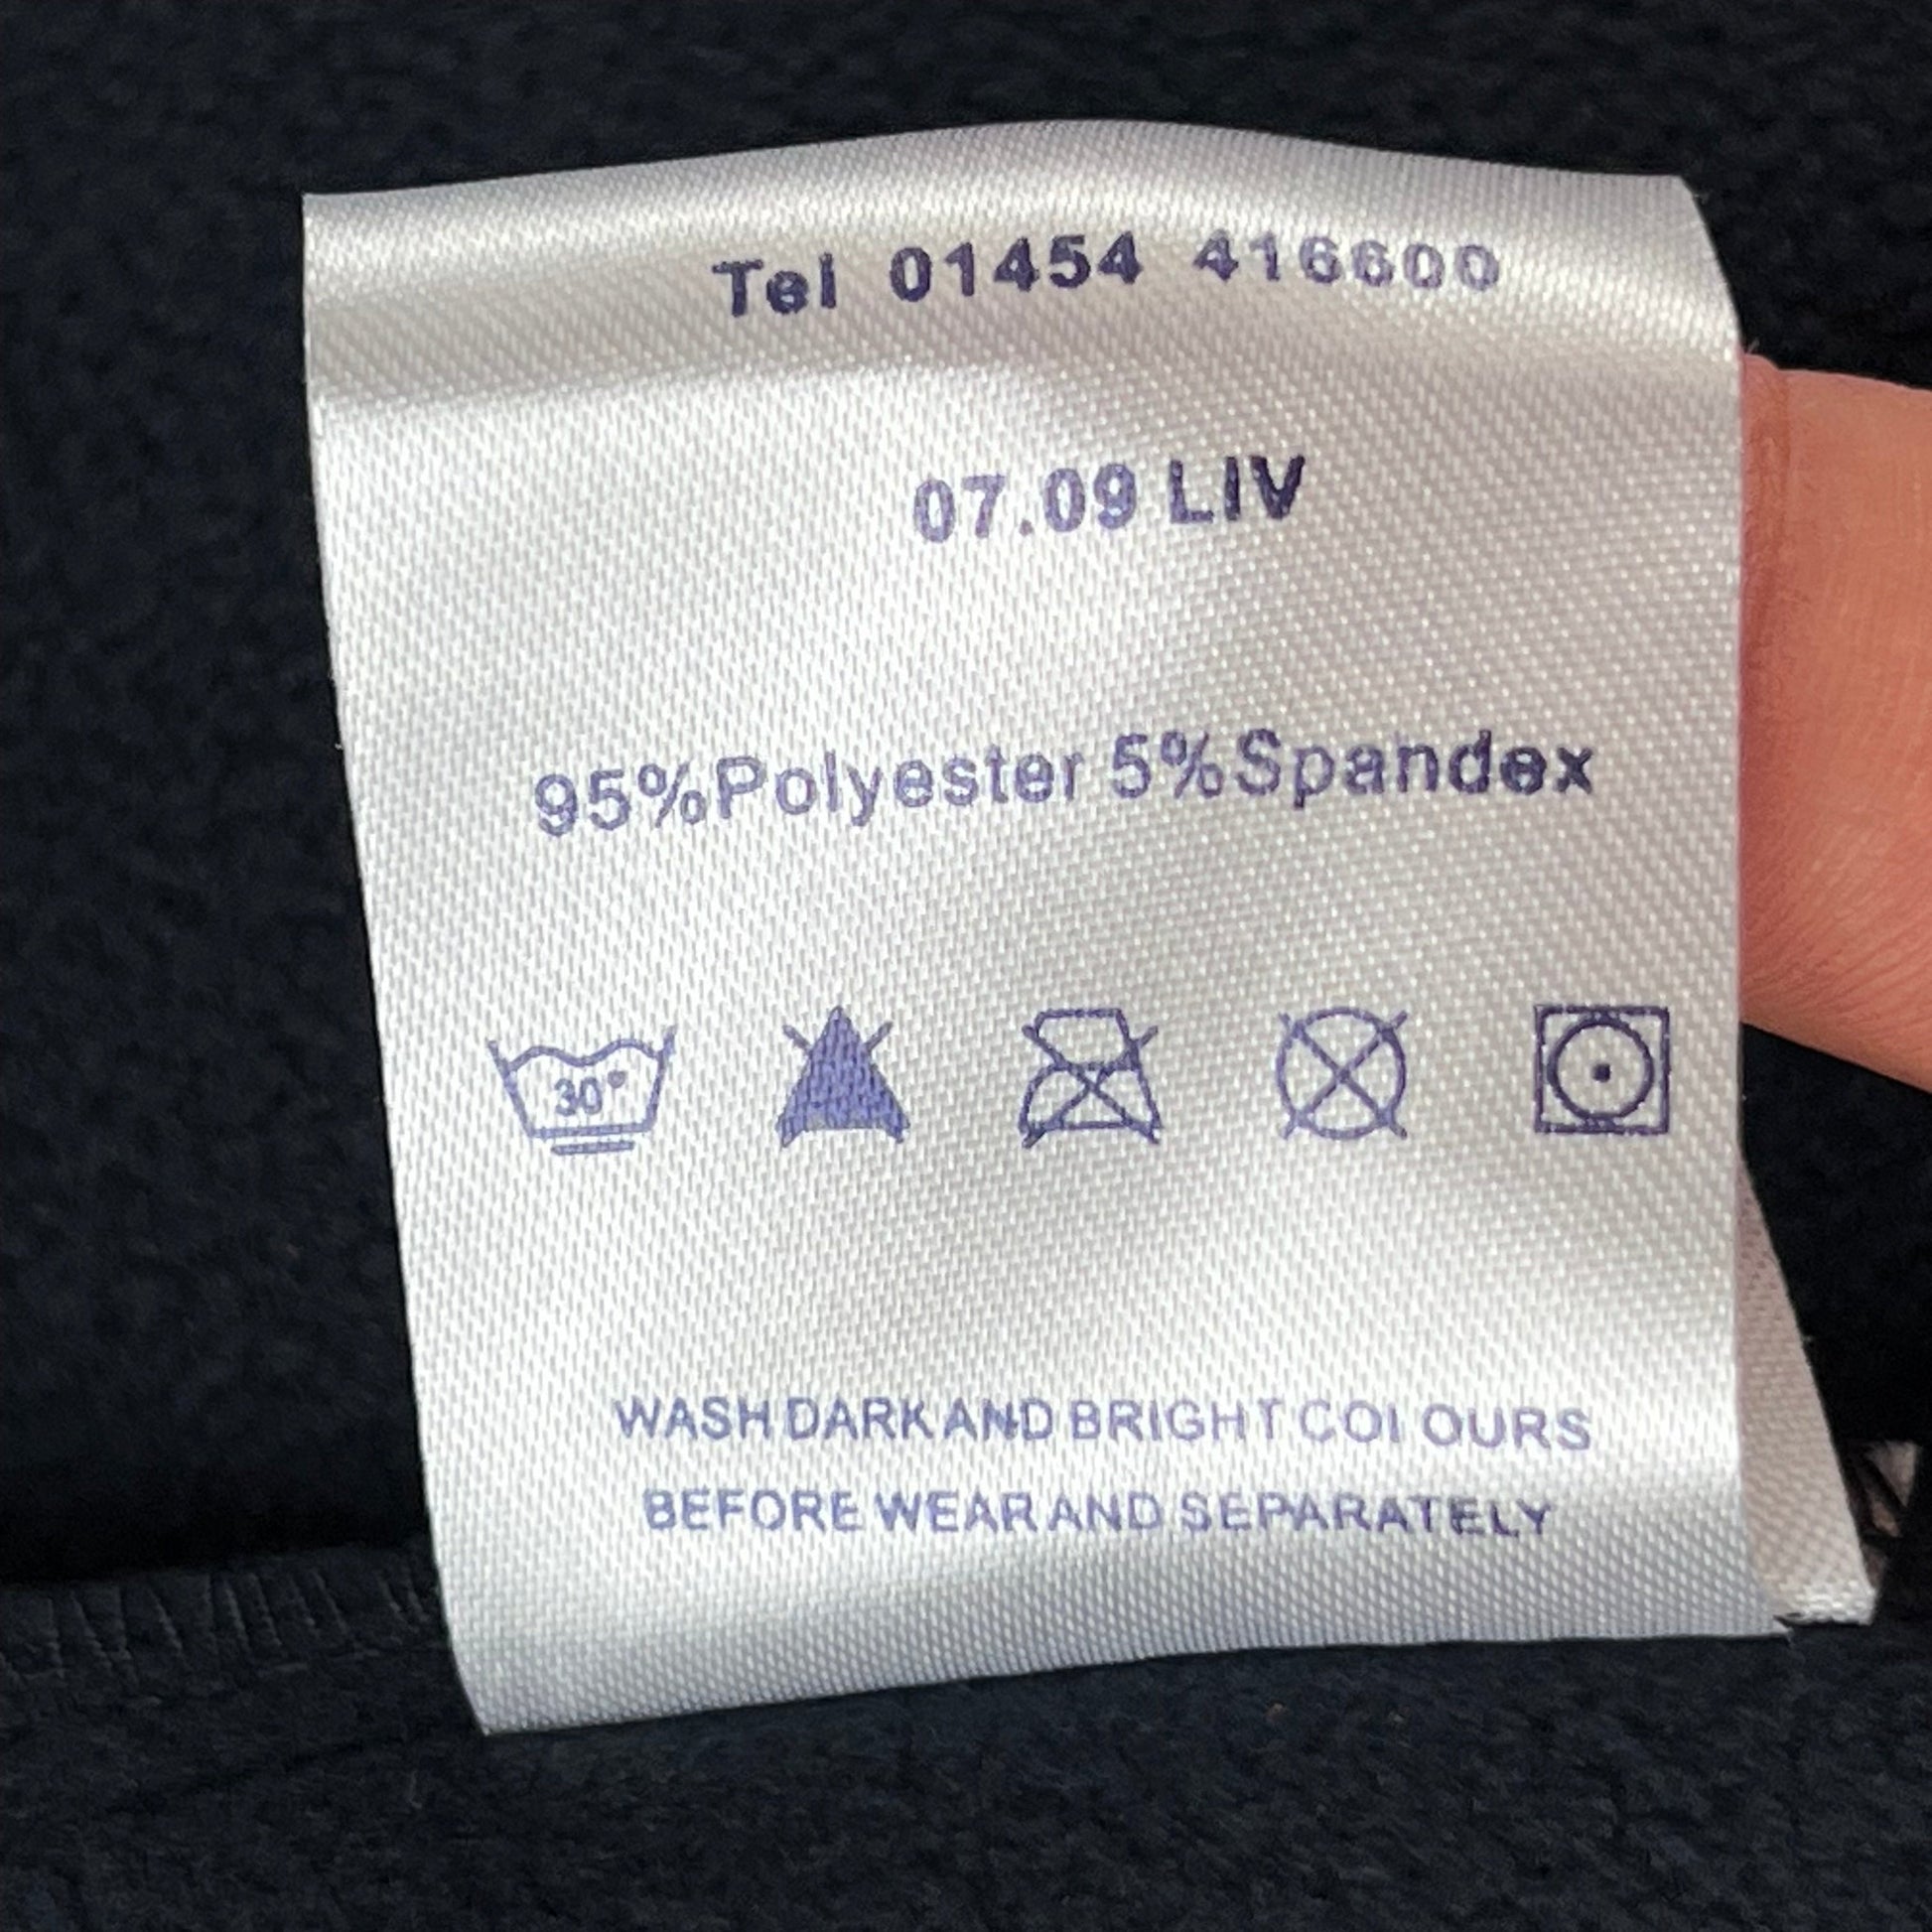 Tel 01454 416600
07.09 LIV
95%Polyester 5%Spandex
30°
WASH DARK AND BRIGHT COLOURS
BEFORE WEAR AND SEPARATELY